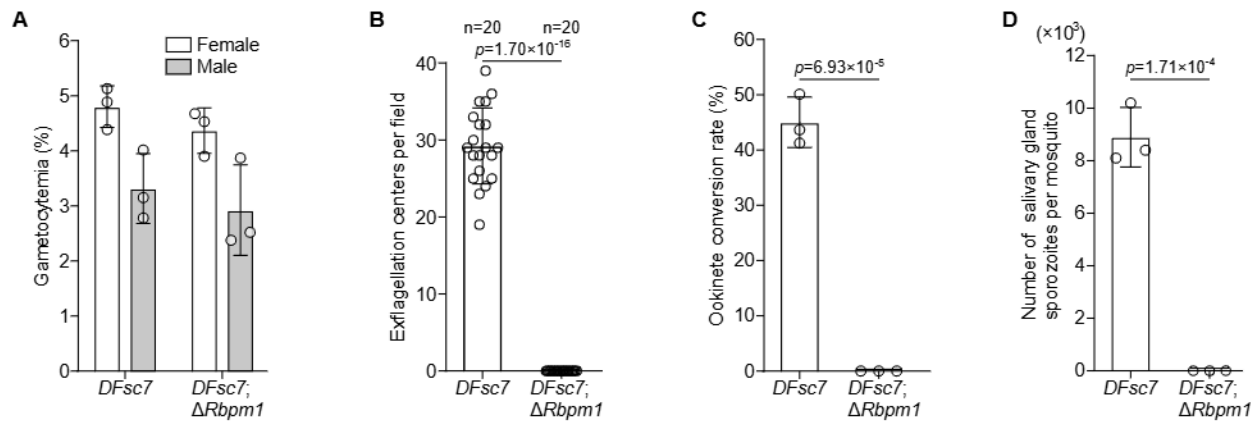 A
Gametocytemia (%)
6
5
4
3
2
1
0
Female
Male
DFsc7
DFsc7;
ΔRbpm1
B
Exflagellation centers per field
40
30
20
10
0
n=20 n=20
p=1.70×10⁻¹⁶
DFsc7
DFsc7;
ΔRbpm1
C
Ookinete conversion rate (%)
60
50
40
30
20
10
0
p=6.93×10⁻⁵
DFsc7
DFsc7;
ΔRbpm1
D
(×10³)
Number of salivary gland
sporozoites per mosquito
12
10
8
6
4
2
0
p=1.71×10⁻⁴
DFsc7
DFsc7;
ΔRbpm1